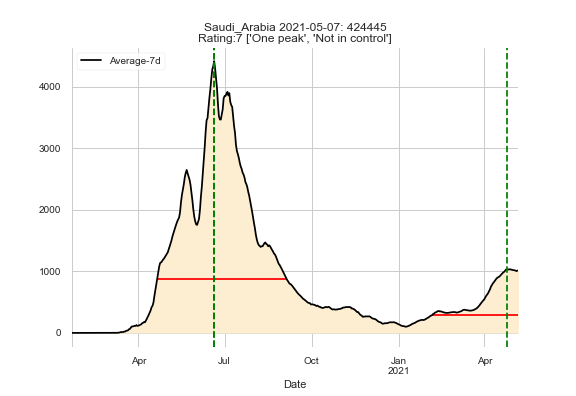 Saudi_Arabia 2021-05-07: 424445
Rating:7 ['One peak', 'Not in control']
Average-7d
4000
3000
2000
1000
0
Apr
Jul
Oct
Jan
2021
Apr
Date